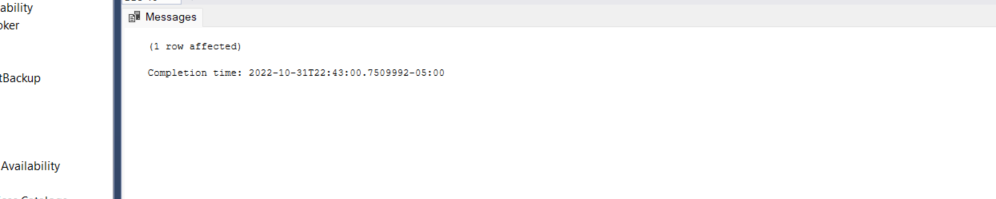 ability
oker
tBackup
Availability
Messages
(1 row affected)
Completion time: 2022-10-31T22:43:00.7509992-05:00